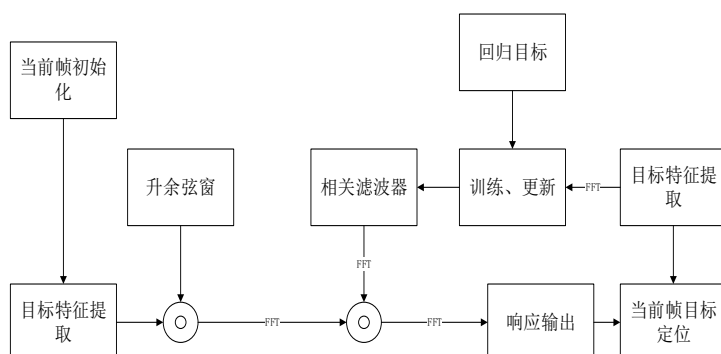 当前帧初始
化
回归目标
升余弦窗
相关滤波器
训练、更新
FFT
目标特征提
取
FFT
目标特征提
取
FFT
FFT
响应输出
当前帧目标
定位